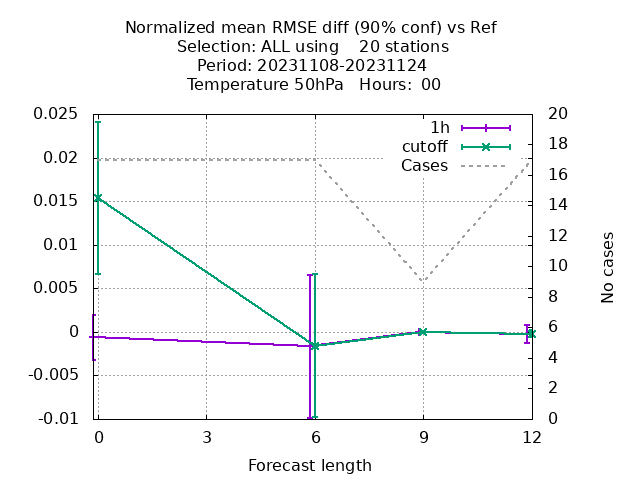 Normalized mean RMSE diff (90% conf) vs Ref
Selection: ALL using    20 stations
Period: 20231108-20231124
Temperature 50hPa   Hours:  00
0.025
0.02
0.015
0.01
0.005
0
-0.005
-0.01
1h
cutoff
Cases
20
18
16
14
12
10
8
6
4
2
0
No cases
0 3 6 9 12
Forecast length